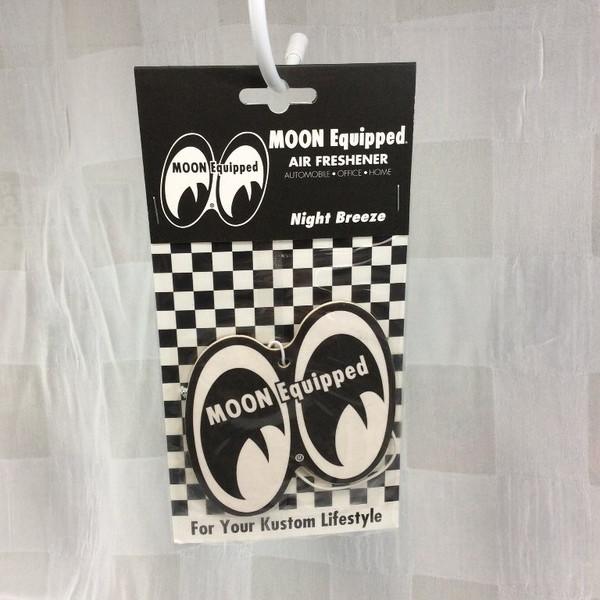 MOON Equipped
MOON Equipped.
AIR FRESHENER
AUTOMOBILE • OFFICE • HOME
Night Breeze
MOON Equipped
®
For Your Kustom Lifestyle